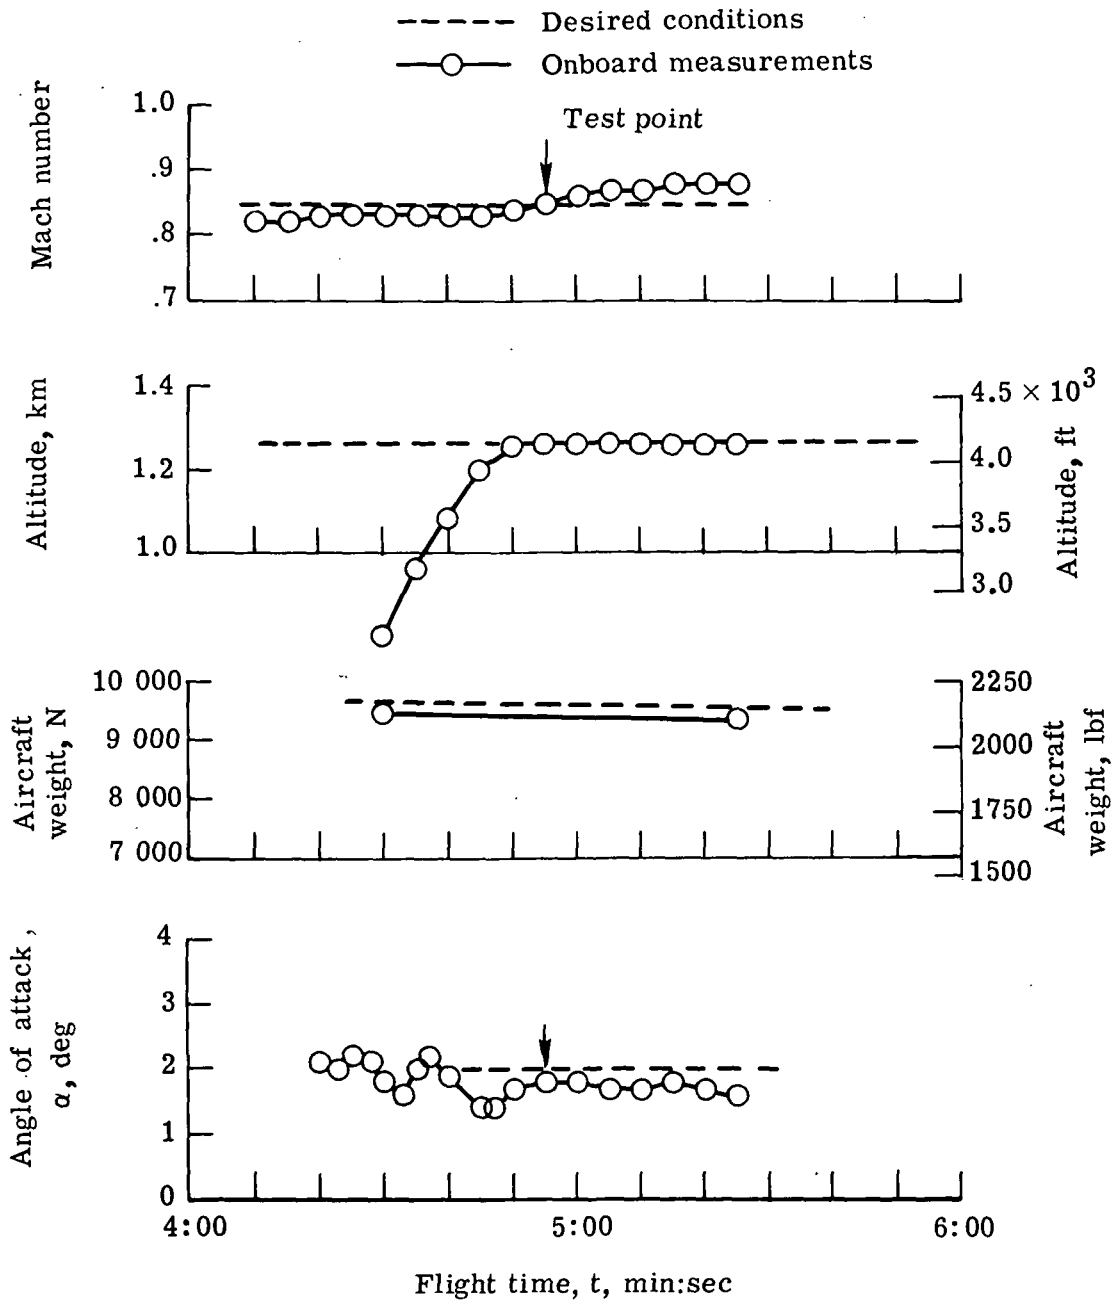 Desired conditions
Onboard measurements
Test point
Mach number
1.0
.9
.8
.7
Altitude, km
1.4
1.2
1.0
4.5 × 10³
4.0
3.5
3.0
Altitude, ft
Aircraft
weight, N
10 000
9 000
8 000
7 000
2250
2000
1750
1500
Aircraft
weight, lbf
Angle of attack,
α, deg
4
3
2
1
0
4:00 5:00 6:00
Flight time, t, min:sec